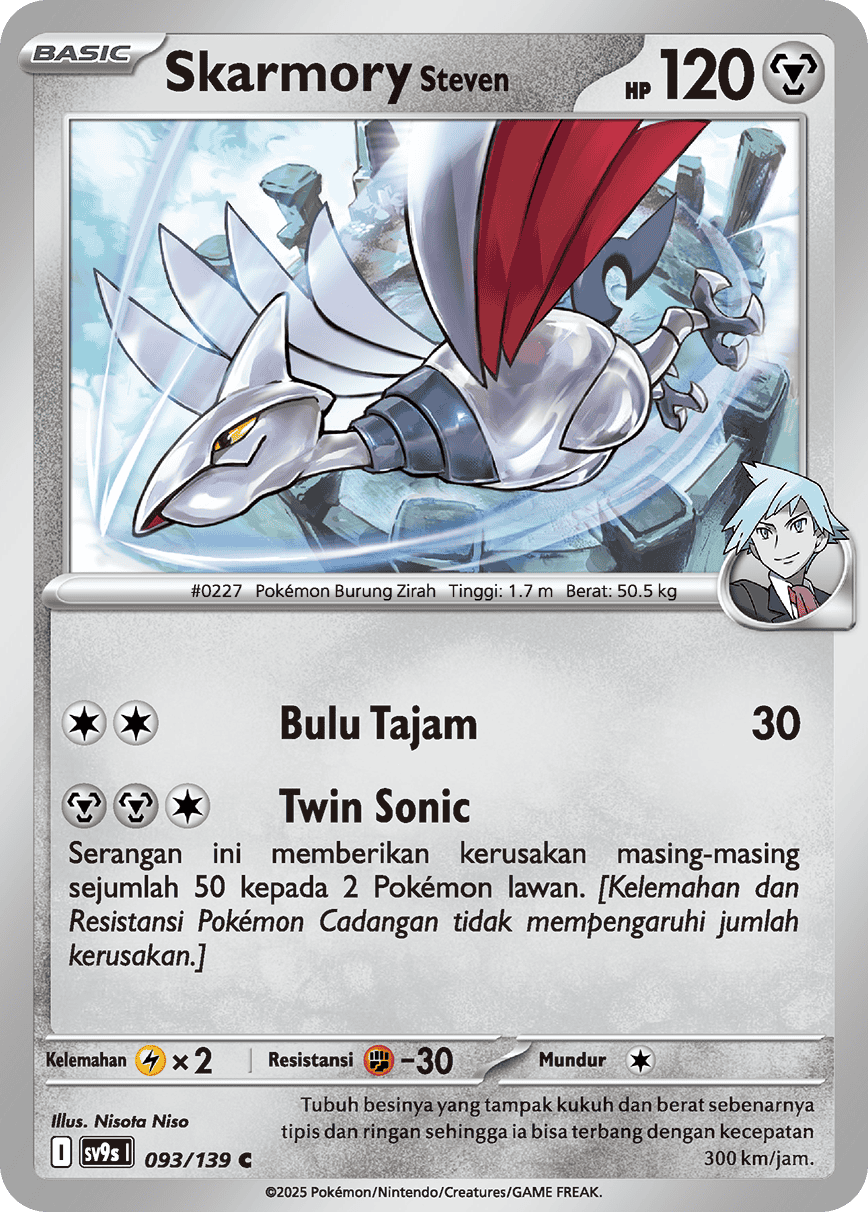 BASIC
Skarmory Steven
HP 120
#0227 Pokémon Burung Zirah Tinggi: 1.7 m Berat: 50.5 kg
Bulu Tajam 30
Twin Sonic
Serangan ini memberikan kerusakan masing-masing
sejumlah 50 kepada 2 Pokémon lawan. [Kelemahan dan
Resistansi Pokémon Cadangan tidak mempengaruhi jumlah
kerusakan.]
Kelemahan ×2 Resistansi -30 Mundur
Illus. Nisota Niso
Tubuh besinya yang tampak kukuh dan berat sebenarnya
tipis dan ringan sehingga ia bisa terbang dengan kecepatan
300 km/jam.
I sv9s I 093/139 C
©2025 Pokémon/Nintendo/Creatures/GAME FREAK.